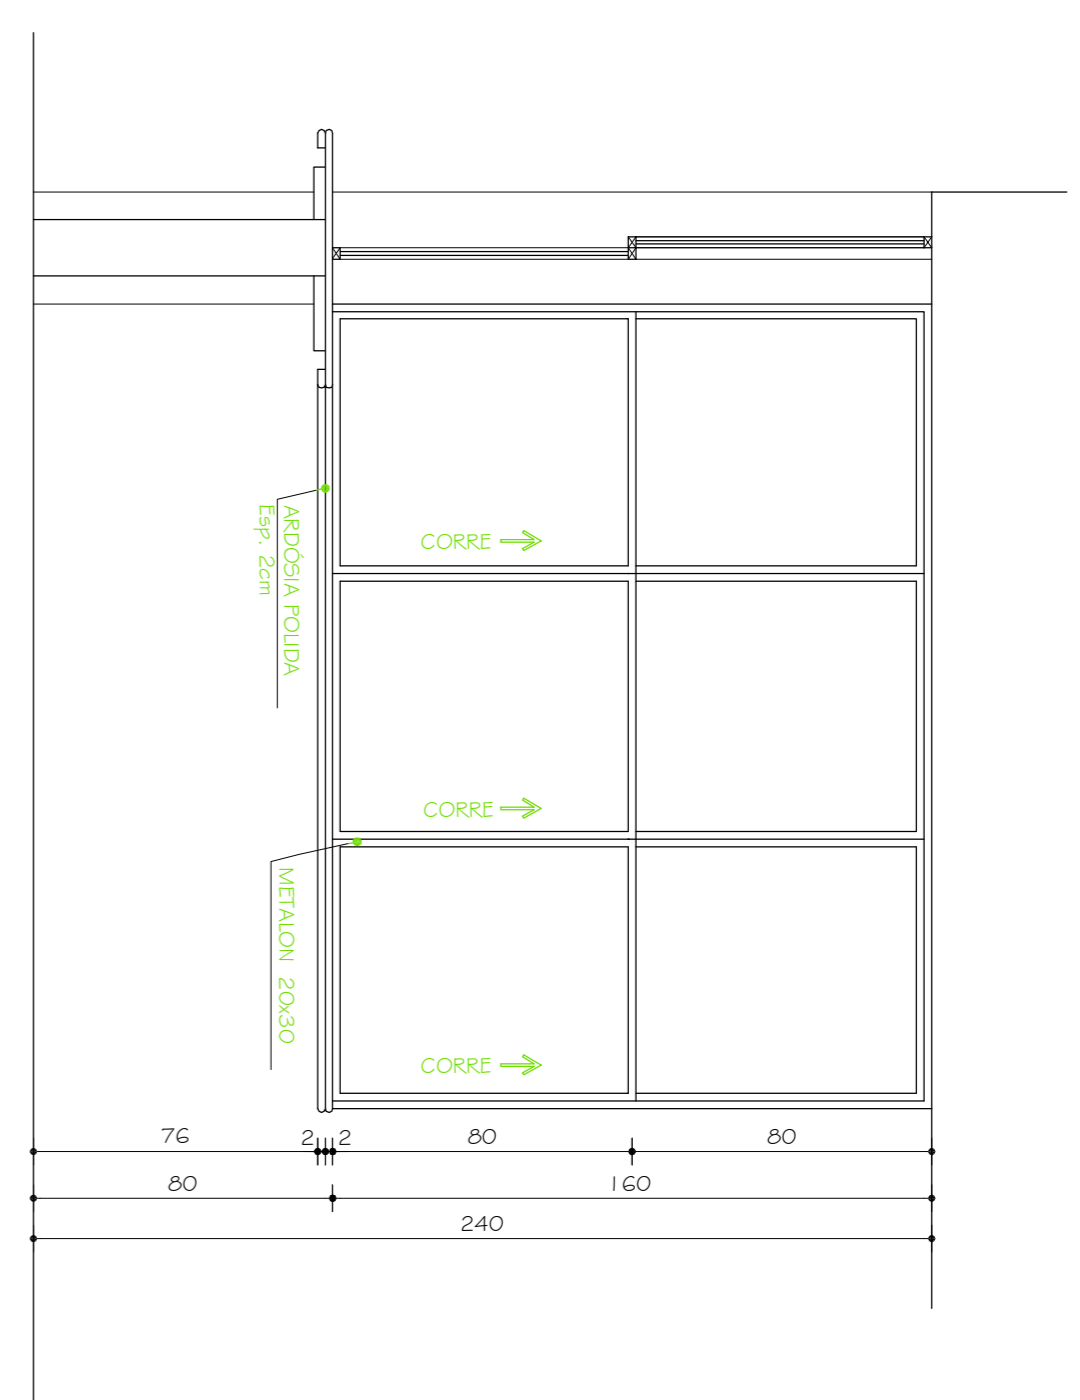 CORRE
ARDÓSIA POLIDA
Esp. 2cm
CORRE
METALON 20x30
CORRE
76 2 2 80 80
80 160
240